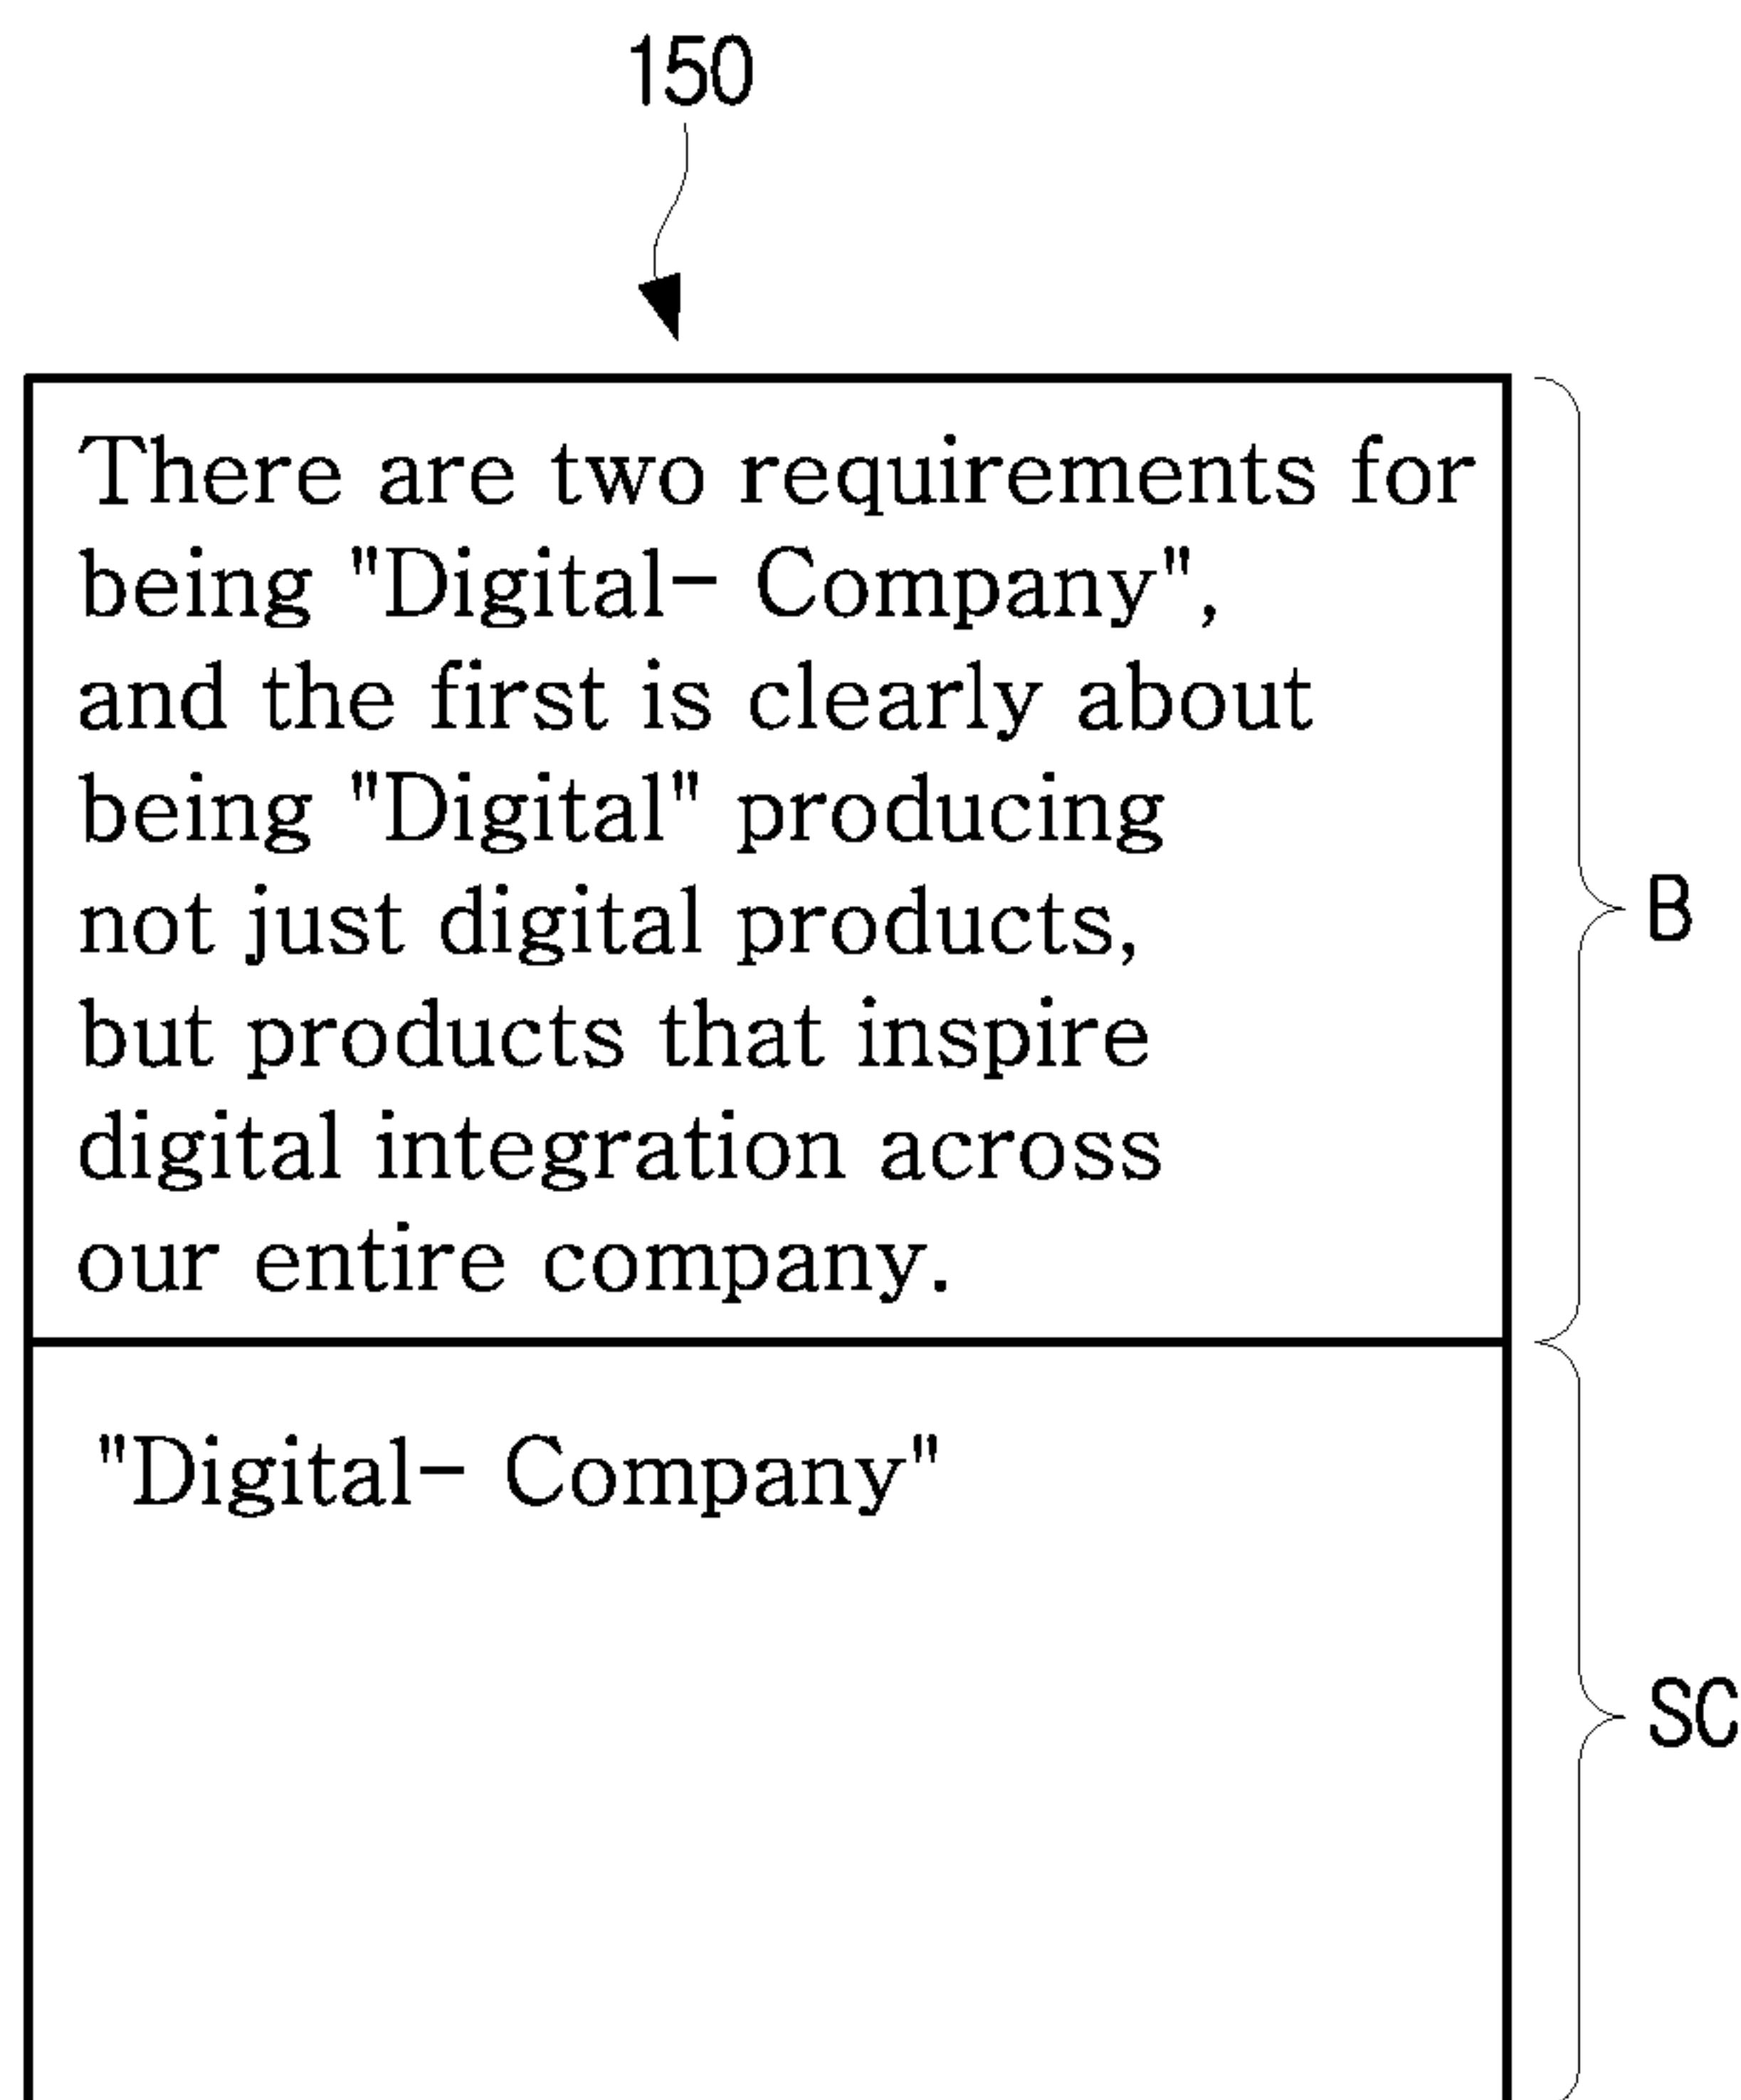 150
There are two requirements for
being "Digital- Company",
and the first is clearly about
being "Digital" producing
not just digital products,
but products that inspire
digital integration across
our entire company.
B
"Digital- Company"
SC